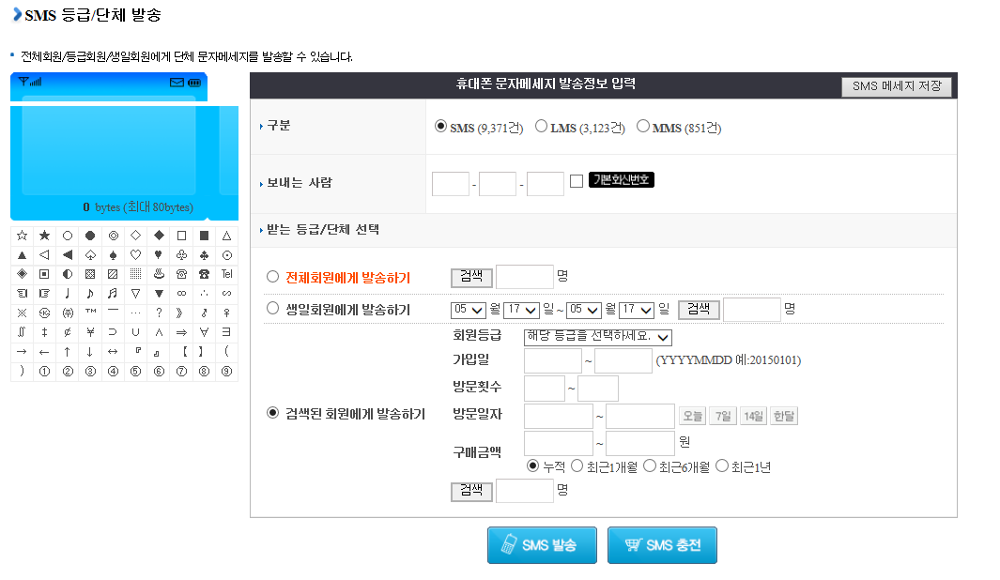 SMS 등급/단체 발송
전체회원/등급회원/생일회원에게 단체 문자메세지를 발송할 수 있습니다.
0 bytes (최대 80bytes)
☆ ★ ○ ● ◎ ◇ ◆ □ ■ △
▲ ◁ ◀ ♤ ♠ ♡ ♥ ♧ ♣ ⊙
◈ ▣ ◐ ▨ ▨ ▒ ♨ ☏ ☎ Tel
☜ ☞ ♩ ♪ ♬ ▽ ▼ ∞ ∴ ∽
※ ㉿ ㈜ ™ ― … ? 》 ♂ ♀
∬ ‡ ￠ ￥ ⊃ ∪ ∧ ⇒ ∀ ∃
→ ← ↑ ↓ ↔ 『 』 【 】 (
) ① ② ③ ④ ⑤ ⑥ ⑦ ⑧ ⑨
휴대폰 문자메세지 발송정보 입력
SMS 메세지 저장
구분
SMS (9,371건) LMS (3,123건) MMS (851건)
보내는 사람
- - 기본회신번호
받는 등급/단체 선택
전체회원에게 발송하기 검색 명
생일회원에게 발송하기 05 월 17 일 ~ 05 월 17 일 검색 명
회원등급 해당 등급을 선택하세요.
가입일 ~ (YYYYMMDD 예:20150101)
방문횟수 ~
검색된 회원에게 발송하기 방문일자 ~ 오늘 7일 14일 한달
구매금액 ~ 원
누적 최근1개월 최근6개월 최근1년
검색 명
SMS 발송 SMS 충전